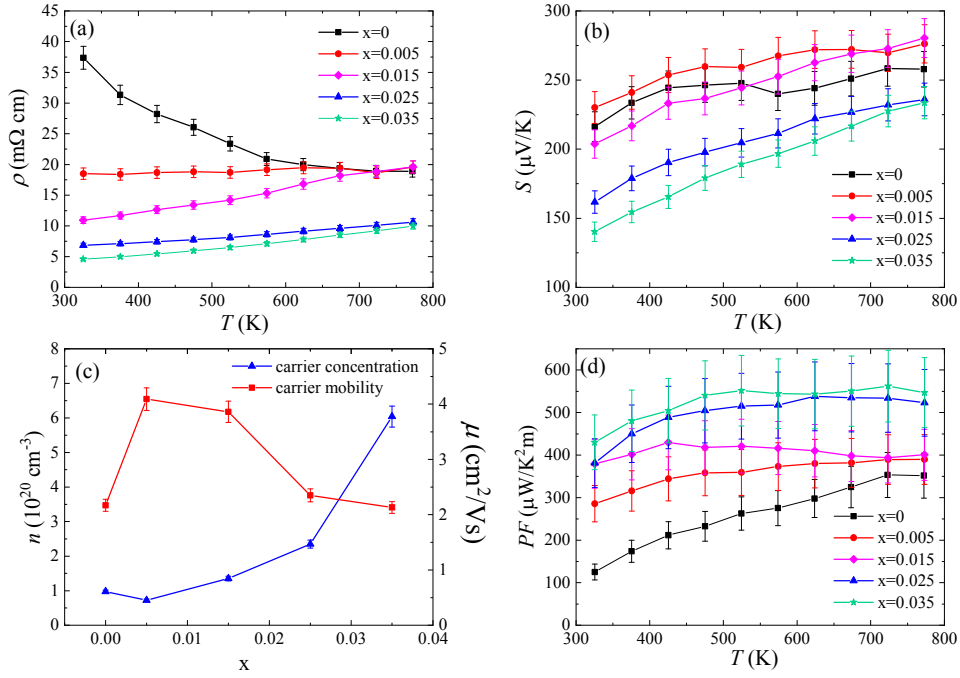 (a)
x=0
x=0.005
x=0.015
x=0.025
x=0.035
45
40
35
30
25
20
15
10
5
0
ρ (mΩ cm)
300 400 500 600 700 800
T (K)
(b)
300
250
200
150
100
S (μV/K)
x=0
x=0.005
x=0.015
x=0.025
x=0.035
300 400 500 600 700 800
T (K)
(c)
carrier concentration
carrier mobility
8
7
6
5
4
3
2
1
0
n (10²⁰ cm⁻³)
5
4
3
2
1
0
μ (cm²/Vs)
0.00 0.01 0.02 0.03 0.04
x
(d)
600
500
400
300
200
100
0
PF (μW/K²m)
x=0
x=0.005
x=0.015
x=0.025
x=0.035
300 400 500 600 700 800
T (K)